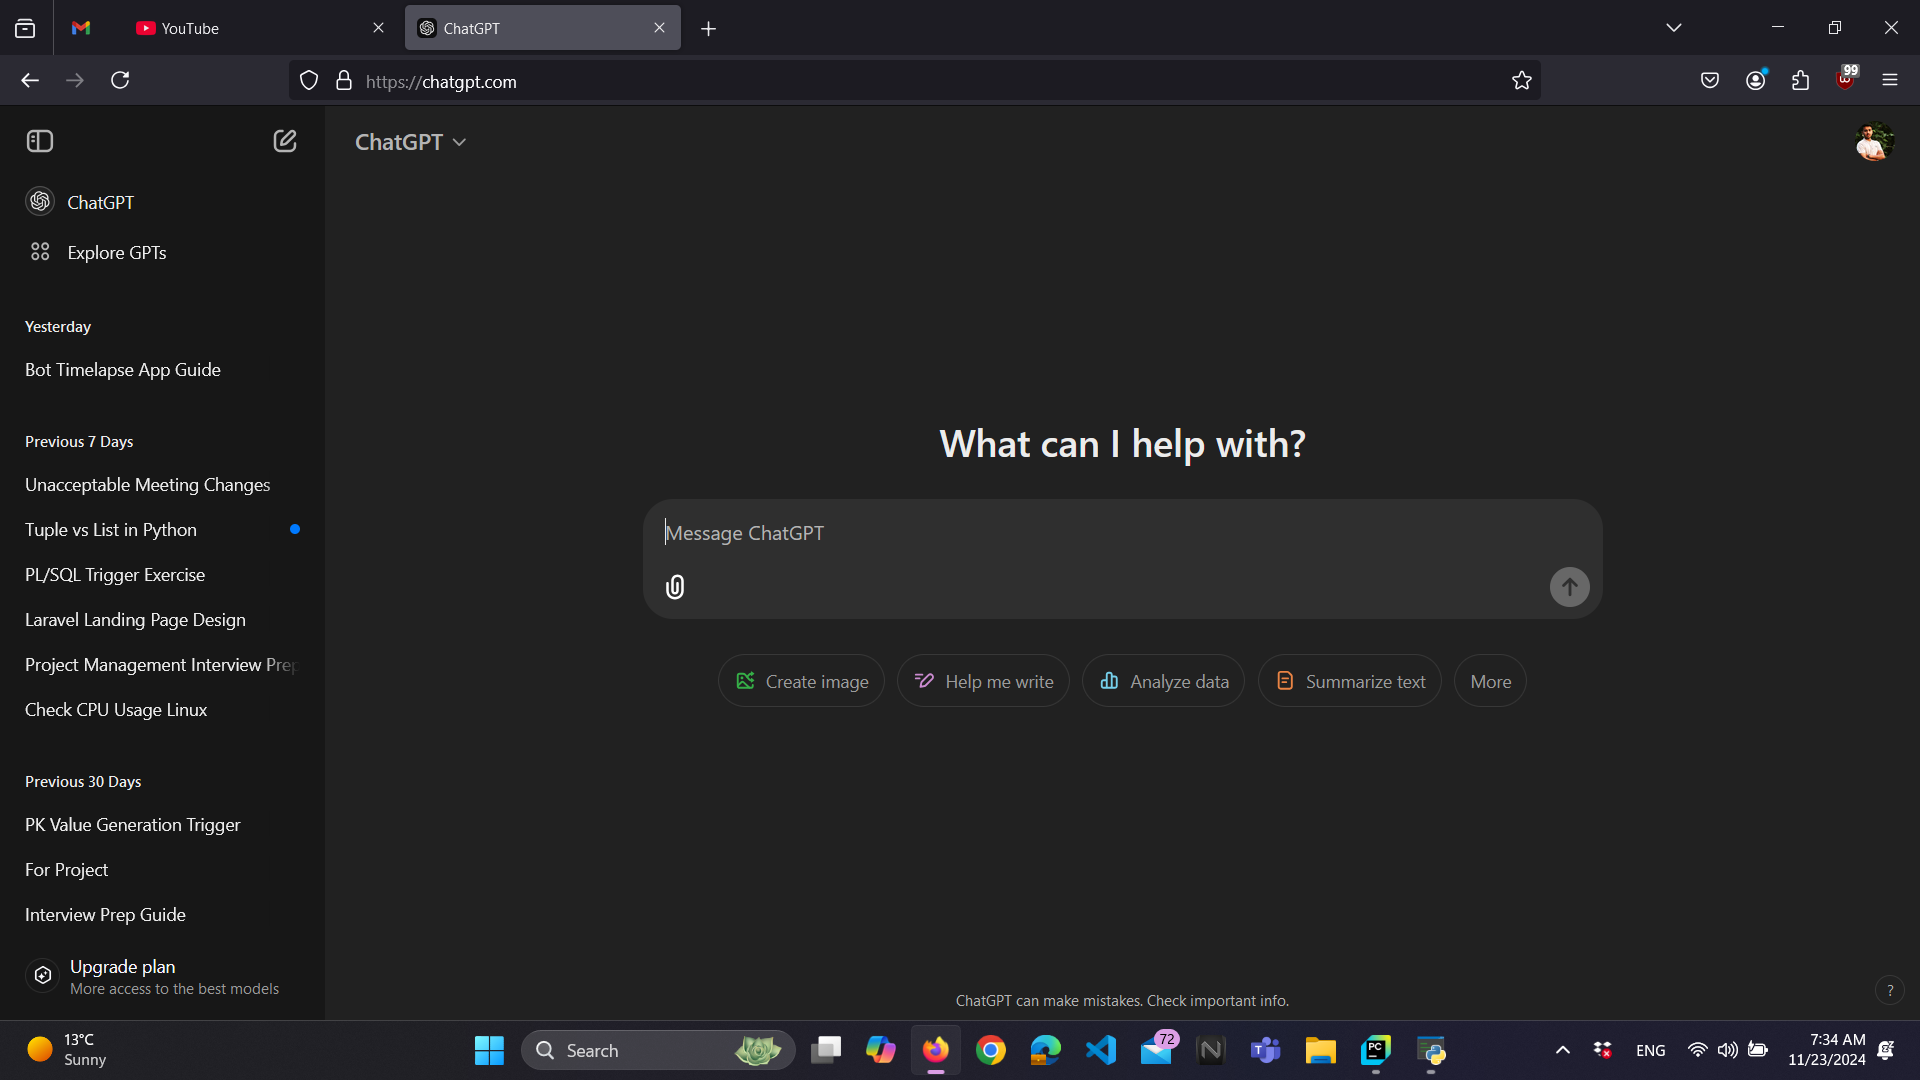 YouTube
ChatGPT
https://chatgpt.com
99
ChatGPT
ChatGPT
Explore GPTs
Yesterday
Bot Timelapse App Guide
Previous 7 Days
Unacceptable Meeting Changes
Tuple vs List in Python
PL/SQL Trigger Exercise
Laravel Landing Page Design
Project Management Interview Prep
Check CPU Usage Linux
Previous 30 Days
PK Value Generation Trigger
For Project
Interview Prep Guide
Upgrade plan
More access to the best models
What can I help with?
Message ChatGPT
Create image
Help me write
Analyze data
Summarize text
More
ChatGPT can make mistakes. Check important info.
?
13°C
Sunny
Search
72
N
T
PC
ENG
7:34 AM
11/23/2024